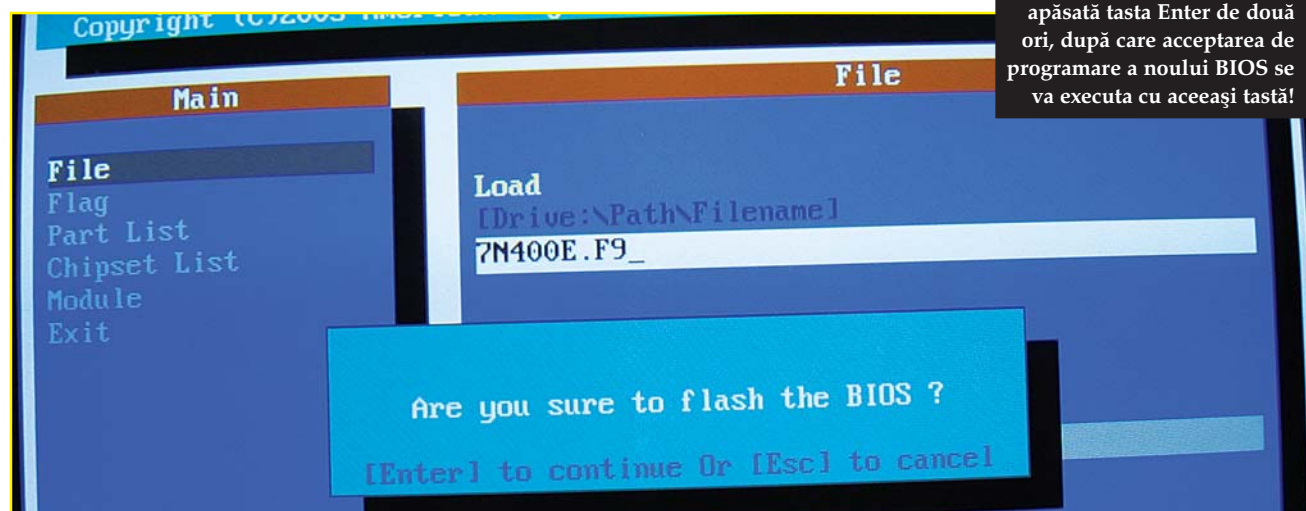 Copyright (C)2003
apăsată tasta Enter de două
ori, după care acceptarea de
programare a noului BIOS se
va executa cu aceeaşi tastă!
Main
File
Flag
Part List
Chipset List
Module
Exit
File
Load
[Drive:\Path\Filename]
7N400E.F9_
Are you sure to flash the BIOS ?
[Enter] to continue Or [Esc] to cancel